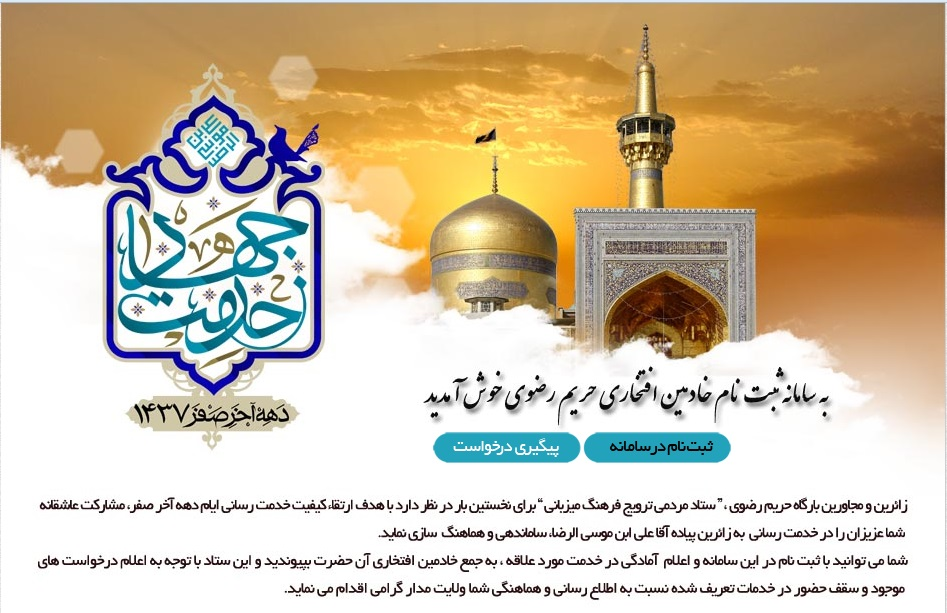 جهاد
خدمت
دهه آخر صفر ۱۴۳۷
به سامانه ثبت نام خادمین افتخاری حریم رضوی خوش آمدید
ثبت نام در سامانه
پیگیری درخواست
زائرین و مجاورین بارگاه حریم رضوی ، " ستاد مردمی ترویج فرهنگ میزبانی " برای نخستین بار در نظر دارد با هدف ارتقاء کیفیت خدمت رسانی ایام دهه آخر صفر، مشارکت عاشقانه
شما عزیزان را در خدمت رسانی به زائرین پیاده آقا علی ابن موسی الرضا، ساماندهی و هماهنگ سازی نماید.
شما می توانید با ثبت نام در این سامانه و اعلام آمادگی در خدمت مورد علاقه ، به جمع خادمین افتخاری آن حضرت بپیوندید و این ستاد با توجه به اعلام درخواست های
موجود و سقف حضور در خدمات تعریف شده نسبت به اطلاع رسانی و هماهنگی شما ولایت مدار گرامی اقدام می نماید.